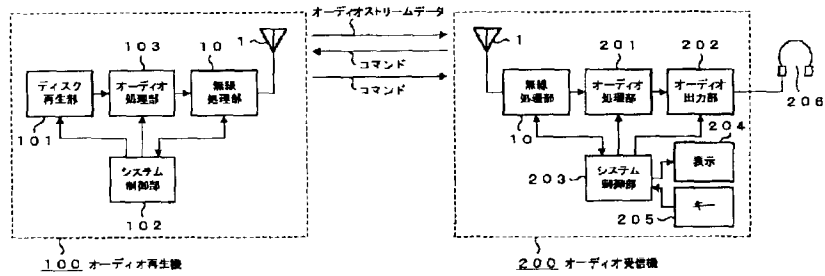 オーディオストリームデータ
コマンド
コマンド
103
10
1
ディスク
再生部
オーディオ
処理部
無線
処理部
101
システム
制御部
102
100 オーディオ再生機
1
201
202
無線
処理部
オーディオ
処理部
オーディオ
出力部
206
10
204
203
システム
制御部
表示
205
キー
200 オーディオ受信機